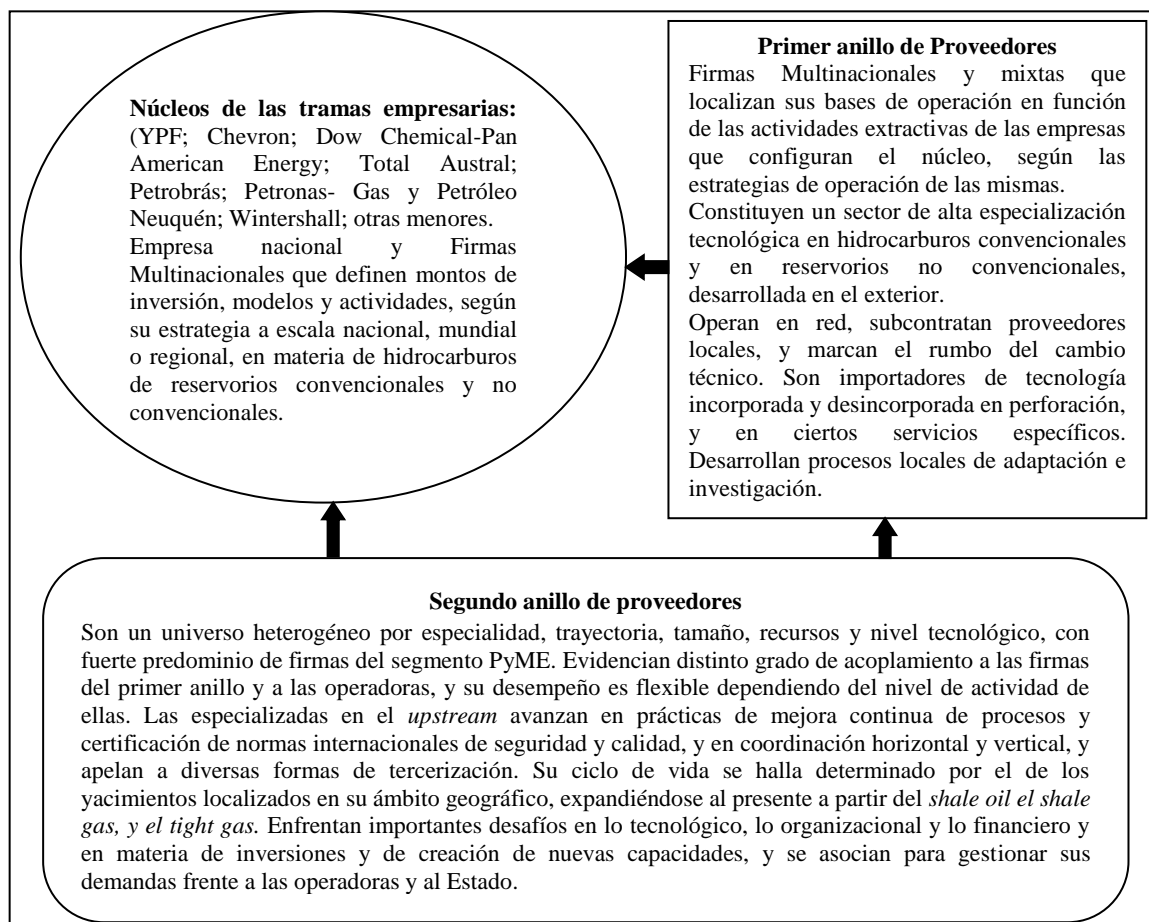 Núcleos de las tramas empresarias:
(YPF; Chevron; Dow Chemical-Pan
American Energy; Total Austral;
Petrobrás; Petronas- Gas y Petróleo
Neuquén; Wintershall; otras menores.
Empresa nacional y Firmas
Multinacionales que definen montos de
inversión, modelos y actividades, según
su estrategia a escala nacional, mundial
o regional, en materia de hidrocarburos
de reservorios convencionales y no
convencionales.
Primer anillo de Proveedores
Firmas Multinacionales y mixtas que
localizan sus bases de operación en función
de las actividades extractivas de las empresas
que configuran el núcleo, según las
estrategias de operación de las mismas.
Constituyen un sector de alta especialización
tecnológica en hidrocarburos convencionales
y en reservorios no convencionales,
desarrollada en el exterior.
Operan en red, subcontratan proveedores
locales, y marcan el rumbo del cambio
técnico. Son importadores de tecnología
incorporada y desincorporada en perforación,
y en ciertos servicios específicos.
Desarrollan procesos locales de adaptación e
investigación.
Segundo anillo de proveedores
Son un universo heterogéneo por especialidad, trayectoria, tamaño, recursos y nivel tecnológico, con
fuerte predominio de firmas del segmento PyME. Evidencian distinto grado de acoplamiento a las firmas
del primer anillo y a las operadoras, y su desempeño es flexible dependiendo del nivel de actividad de
ellas. Las especializadas en el upstream avanzan en prácticas de mejora continua de procesos y
certificación de normas internacionales de seguridad y calidad, y en coordinación horizontal y vertical, y
apelan a diversas formas de tercerización. Su ciclo de vida se halla determinado por el de los
yacimientos localizados en su ámbito geográfico, expandiéndose al presente a partir del shale oil el shale
gas, y el tight gas. Enfrentan importantes desafíos en lo tecnológico, lo organizacional y lo financiero y
en materia de inversiones y de creación de nuevas capacidades, y se asocian para gestionar sus
demandas frente a las operadoras y al Estado.